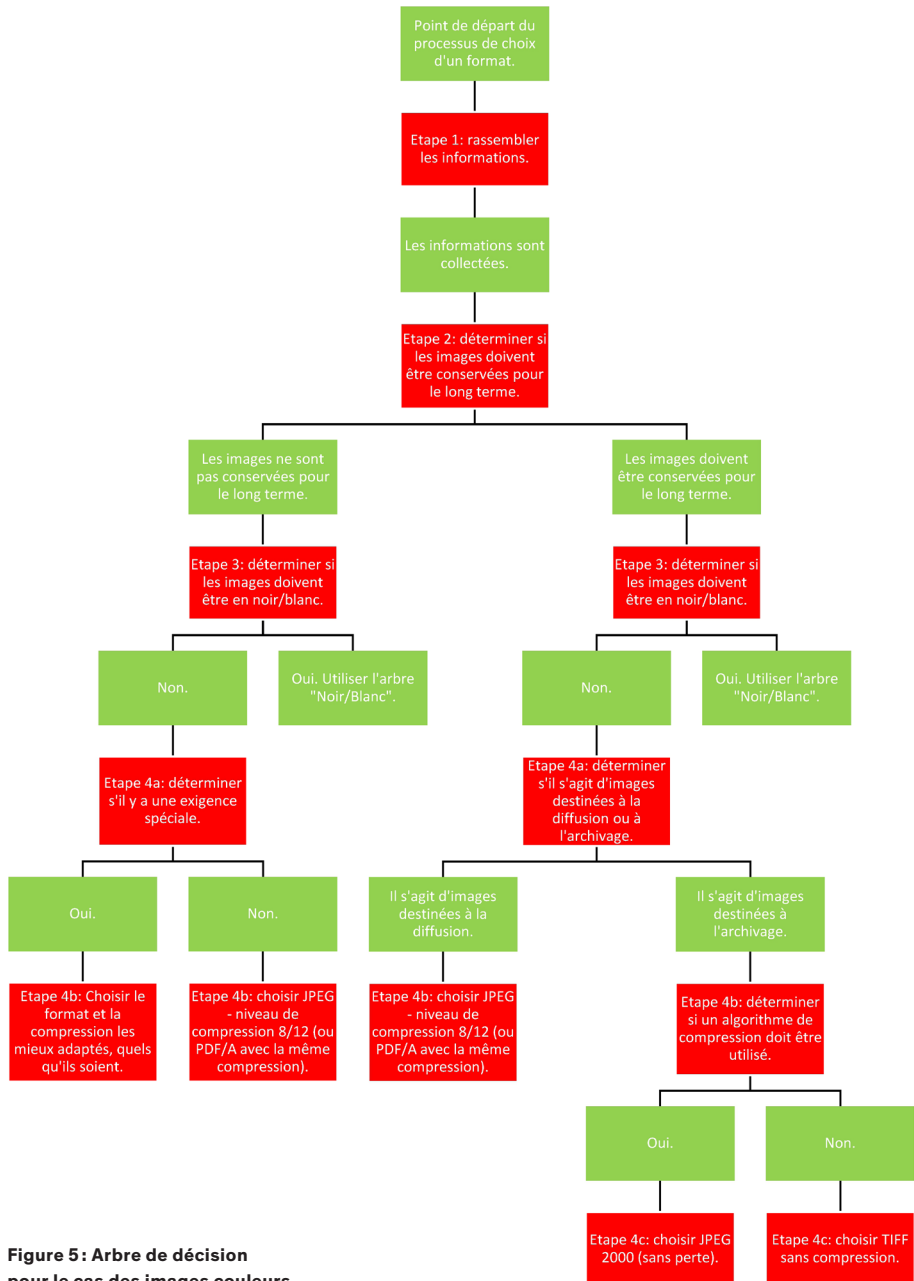 Point de départ du
processus de choix
d'un format.
Etape 1: rassembler
les informations.
Les informations sont
collectées.
Etape 2: déterminer si
les images doivent
être conservées pour
le long terme.
Les images ne sont
pas conservées pour
le long terme.
Les images doivent
être conservées pour
le long terme.
Etape 3: déterminer si
les images doivent
être en noir/blanc.
Etape 3: déterminer si
les images doivent
être en noir/blanc.
Non.
Oui. Utiliser l'arbre
"Noir/Blanc".
Non.
Oui. Utiliser l'arbre
"Noir/Blanc".
Etape 4a: déterminer
s'il y a une exigence
spéciale.
Etape 4a: déterminer
s'il s'agit d'images
destinées à la
diffusion ou à
l'archivage.
Oui.
Non.
Il s'agit d'images
destinées à la
diffusion.
Il s'agit d'images
destinées à
l'archivage.
Etape 4b: Choisir le
format et la
compression les
mieux adaptés, quels
qu'ils soient.
Etape 4b: choisir JPEG
- niveau de
compression 8/12 (ou
PDF/A avec la même
compression).
Etape 4b: choisir JPEG
- niveau de
compression 8/12 (ou
PDF/A avec la même
compression).
Etape 4b: déterminer
si un algorithme de
compression doit être
utilisé.
Oui.
Non.
Etape 4c: choisir JPEG
2000 (sans perte).
Etape 4c: choisir TIFF
sans compression.
Figure 5 : Arbre de décision
pour le cas des images couleurs